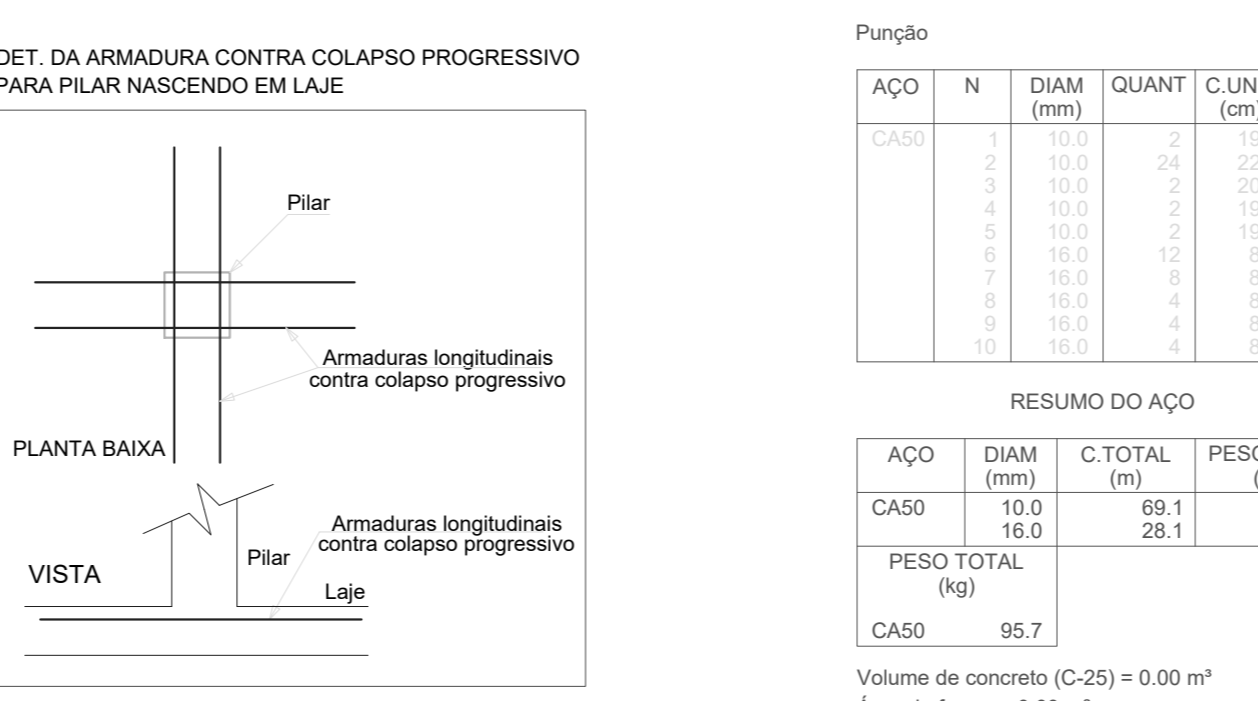 DET. DA ARMADURA CONTRA COLAPSO PROGRESSIVO
PARA PILAR NASCENDO EM LAJE
Pilar
Armaduras longitudinais
contra colapso progressivo
PLANTA BAIXA
Armaduras longitudinais
contra colapso progressivo
Pilar
VISTA
Laje
Punção
AÇO N DIAM QUANT C.UN
(mm) (cm)
CA50 1 10.0 2
2 10.0 24
3 10.0 2
4 10.0 2
5 10.0 2
6 16.0 12
7 16.0 8
8 16.0 4
9 16.0 4
10 16.0 4
RESUMO DO AÇO
AÇO DIAM C.TOTAL
(mm) (m)
CA50 10.0 69.1
16.0 28.1
PESO TOTAL
(kg)
CA50 95.7
Volume de concreto (C-25) = 0.00 m³